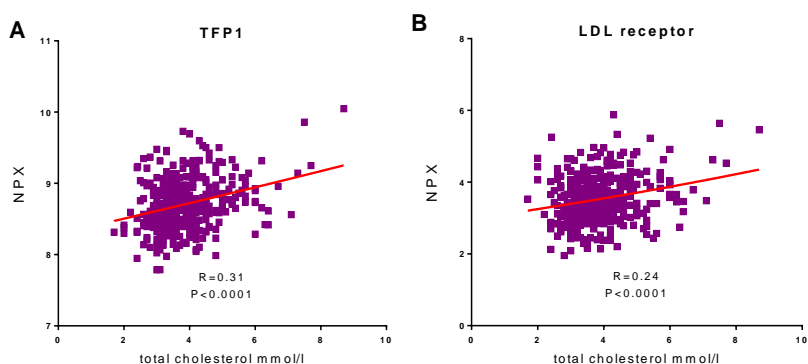 A
TFP1
11
10
9
8
7
NPX
R=0.31
P<0.0001
0
2
4
6
8
10
total cholesterol mmol/l
B
LDL receptor
8
6
4
2
0
NPX
R=0.24
P<0.0001
0
2
4
6
8
10
total cholesterol mmol/l